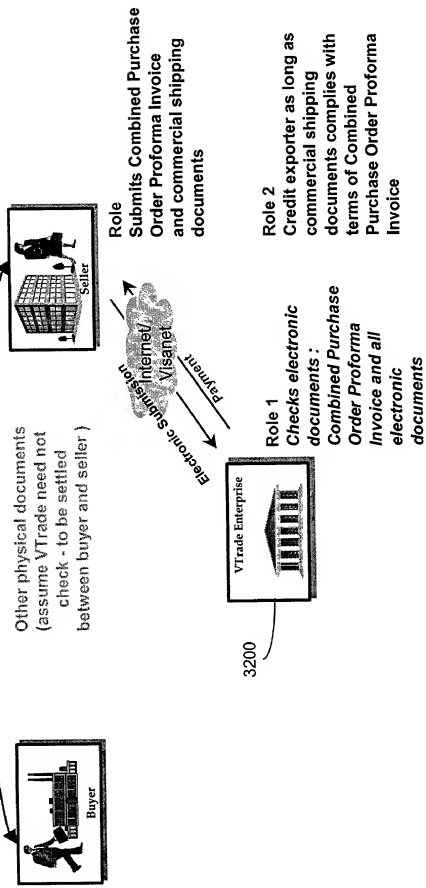 Other physical documents
(assume VTrade need not
check - to be settled
between buyer and seller )
Buyer
Seller
Role
Submits Combined Purchase
Order Proforma Invoice
and commercial shipping
documents
Internet/
Visanet
Electronic Submission
Payment
VTrade Enterprise
3200
Role 1
Checks electronic
documents :
Combined Purchase
Order Proforma
Invoice and all
electronic
documents
Role 2
Credit exporter as long as
commercial shipping
documents complies with
terms of Combined
Purchase Order Proforma
Invoice